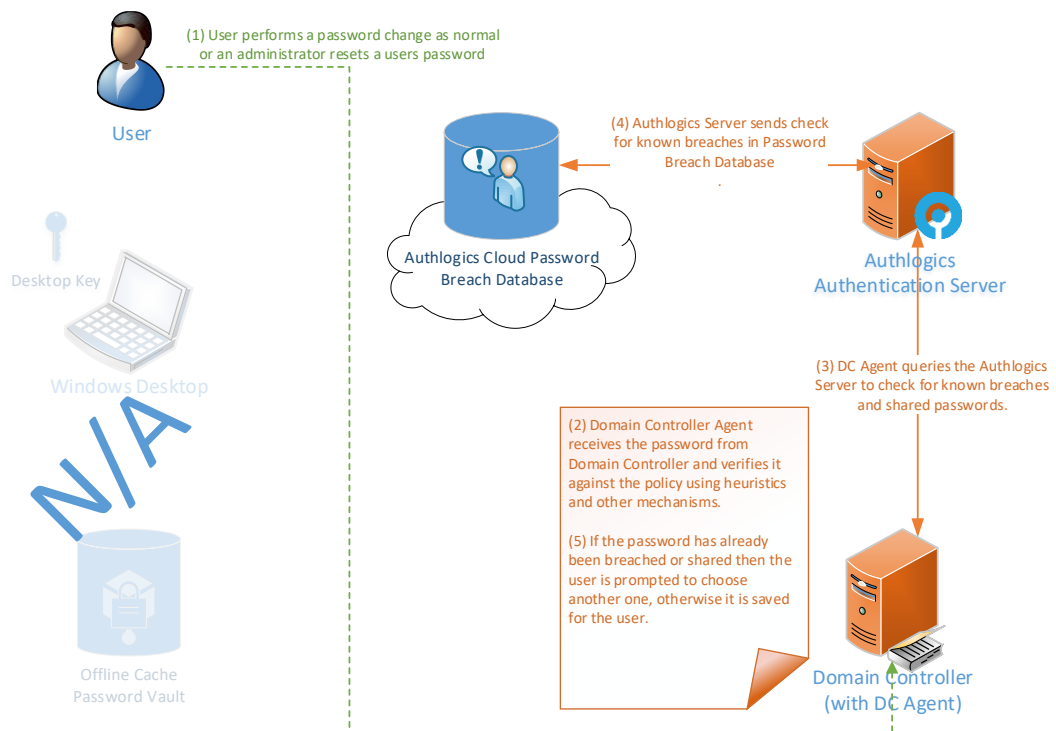 (1) User performs a password change as normal
or an administrator resets a users password
User
(4) Authlogics Server sends check
for known breaches in Password
Breach Database
.
Authlogics Cloud Password
Breach Database
Authlogics
Authentication Server
Desktop Key
Windows Desktop
N/A
(3) DC Agent queries the Authlogics
Server to check for known breaches
and shared passwords.
(2) Domain Controller Agent
receives the password from
Domain Controller and verifies it
against the policy using heuristics
and other mechanisms.
(5) If the password has already
been breached or shared then the
user is prompted to choose
another one, otherwise it is saved
for the user.
Offline Cache
Password Vault
Domain Controller
(with DC Agent)